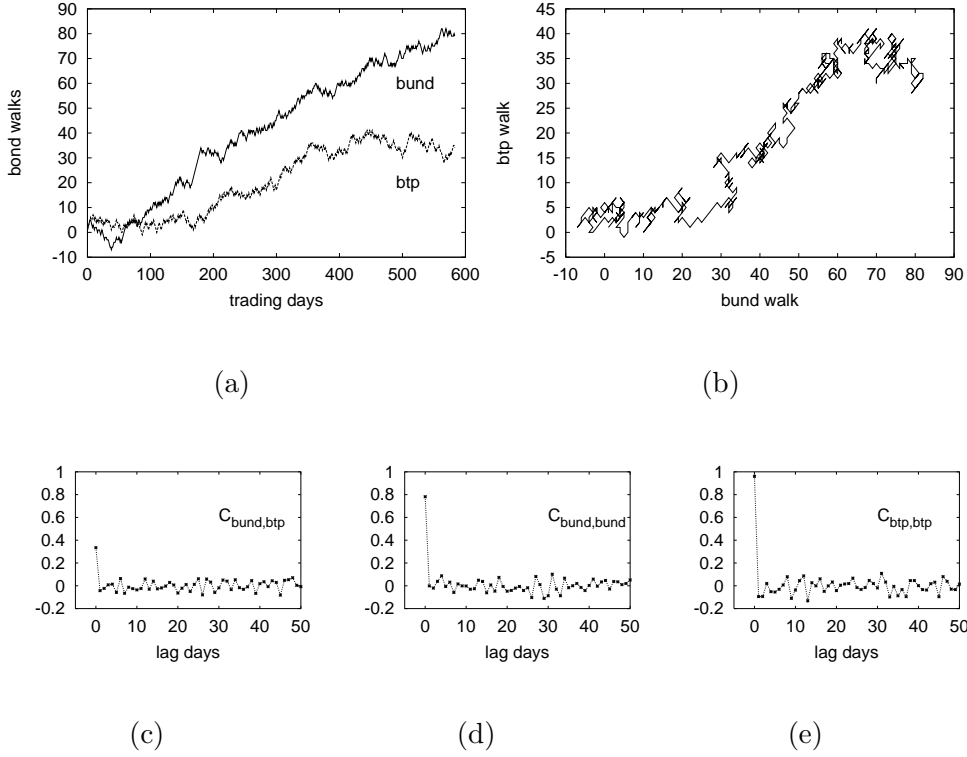 90
80
70
60
50
40
30
20
10
0
-10
bond walks
bund
btp
0 100 200 300 400 500 600
trading days
45
40
35
30
25
20
15
10
5
0
-5
btp walk
-10 0 10 20 30 40 50 60 70 80 90
bund walk
(a)
(b)
1
0.8
0.6
0.4
0.2
0
-0.2
C bund,btp
0 10 20 30 40 50
lag days
1
0.8
0.6
0.4
0.2
0
-0.2
C bund,bund
0 10 20 30 40 50
lag days
1
0.8
0.6
0.4
0.2
0
-0.2
C btp,btp
0 10 20 30 40 50
lag days
(c)
(d)
(e)